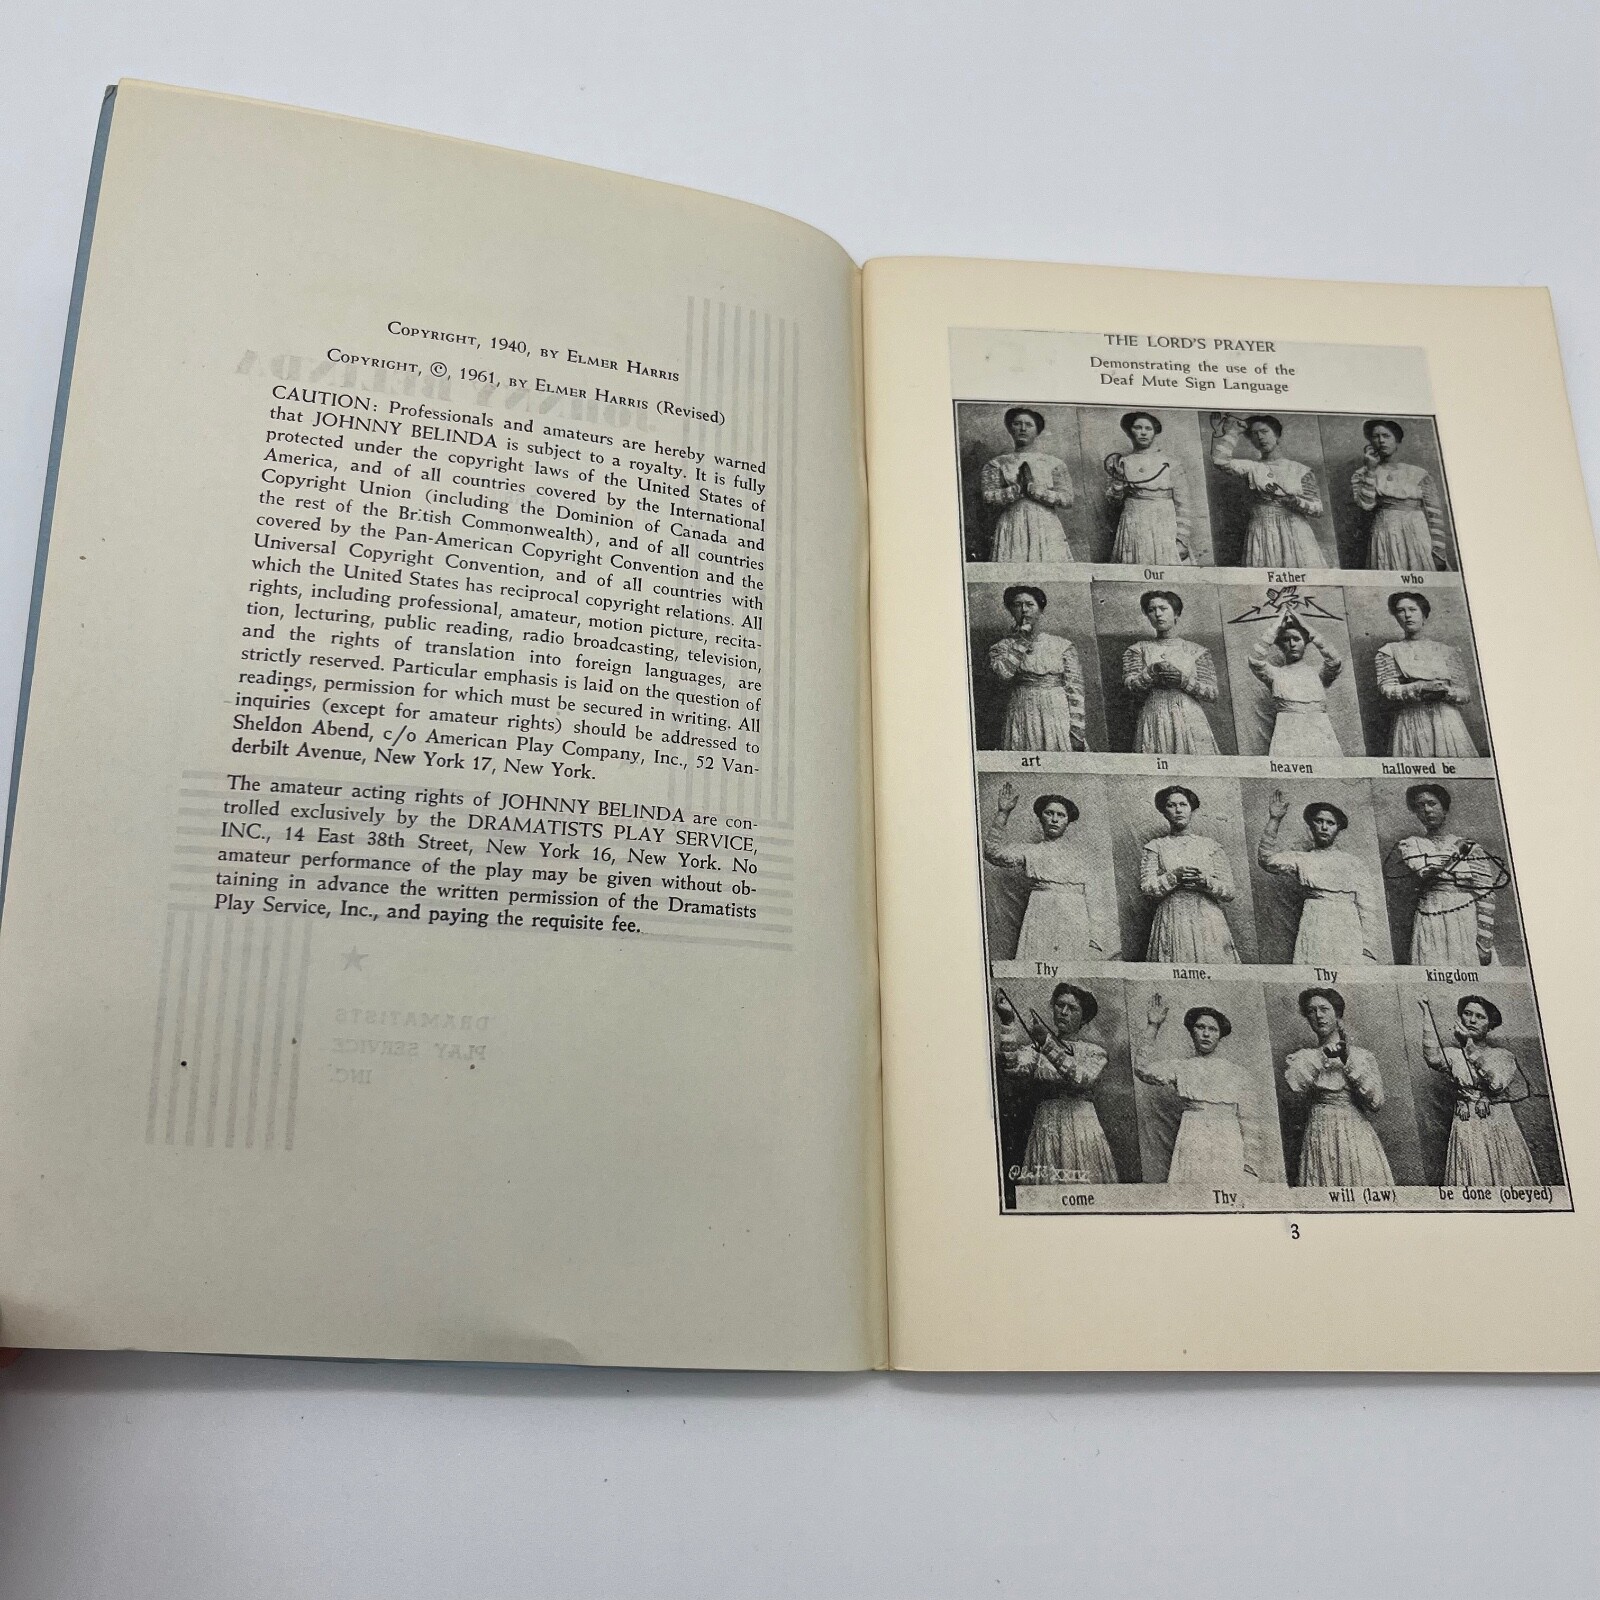 COPYRIGHT, 1940, BY ELMER HARRIS
COPYRIGHT, ©, 1961, BY ELMER HARRIS (Revised)
CAUTION: Professionals and amateurs are hereby warned
that JOHNNY BELINDA is subject to a royalty. It is fully
protected under the copyright laws of the United States of
America, and of all countries covered by the International
Copyright Union (including the Dominion of Canada and
the rest of the British Commonwealth), and of all countries
covered by the Pan-American Copyright Convention and the
Universal Copyright Convention, and of all countries with
which the United States has reciprocal copyright relations. All
rights, including professional, amateur, motion picture, recita-
tion, lecturing, public reading, radio broadcasting, television,
and the rights of translation into foreign languages, are
strictly reserved. Particular emphasis is laid on the question of
readings, permission for which must be secured in writing. All
inquiries (except for amateur rights) should be addressed to
Sheldon Abend, c/o American Play Company, Inc., 52 Van-
derbilt Avenue, New York 17, New York.
The amateur acting rights of JOHNNY BELINDA are con-
trolled exclusively by the DRAMATISTS PLAY SERVICE,
INC., 14 East 38th Street, New York 16, New York. No
amateur performance of the play may be given without ob-
taining in advance the written permission of the Dramatists
Play Service, Inc., and paying the requisite fee.
JOHNNY BELINDA
DRAMATISTS
PLAY SERVICE
INC.
THE LORD'S PRAYER
Demonstrating the use of the
Deaf Mute Sign Language
Our Father who
art in heaven hallowed be
Thy name. Thy kingdom
Plate XXIV
come Thy will (law) be done (obeyed)
3